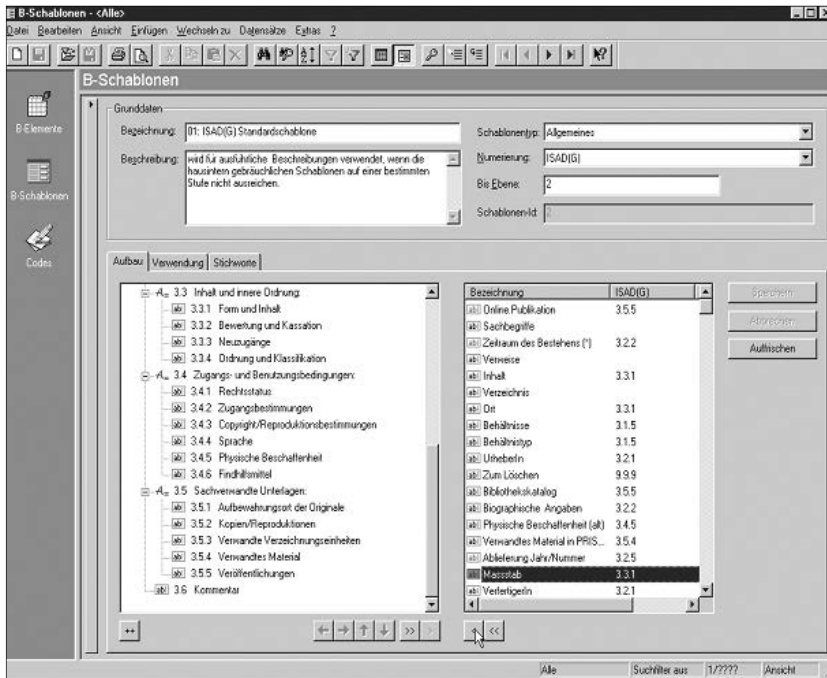 B-Schablonen - <Alle>
Datei Bearbeiten Ansicht Einfügen Wechseln zu Datensätze Extras ?
B-Schablonen
B-Elemente
B-Schablonen
Codes
Grunddaten
Bezeichnung: 01: ISAD(G) Standardschablone
Beschreibung: wird für ausführliche Beschreibungen verwendet, wenn die
hausintern gebräuchlichen Schablonen auf einer bestimmten
Stufe nicht ausreichen.
Schablonentyp: Allgemeines
Numerierung: ISAD(G)
Bis Ebene: 2
Schablonen-Id: 2
Aufbau Verwendung Stichworte
3.3 Inhalt und innere Ordnung:
3.3.1 Form und Inhalt
3.3.2 Bewertung und Kassation
3.3.3 Neuzugänge
3.3.4 Ordnung und Klassifikation
3.4 Zugangs- und Benutzungsbedingungen:
3.4.1 Rechtsstatus
3.4.2 Zugangsbestimmungen
3.4.3 Copyright/Reproduktionsbestimmungen
3.4.4 Sprache
3.4.5 Physische Beschaffenheit
3.4.6 Findhilfsmittel
3.5 Sachverwandte Unterlagen:
3.5.1 Aufbewahrungsort der Originale
3.5.2 Kopien/Reproduktionen
3.5.3 Verwandte Verzeichnungseinheiten
3.5.4 Verwandtes Material
3.5.5 Veröffentlichungen
3.6 Kommentar
Bezeichnung ISAD(G)
Online Publikation 3.5.5
Sachbegriffe
Zeitraum des Bestehens (*) 3.2.2
Verweise
Inhalt 3.3.1
Verzeichnis
Ort 3.3.1
Behältnisse 3.1.5
Behältnistyp 3.1.5
UrheberIn 3.2.1
Zum Löschen 9.9.9
Bibliothekskatalog 3.5.5
Biographische Angaben 3.2.2
Physische Beschaffenheit (alt) 3.4.5
Verwandtes Material in PRIS... 3.5.4
Ablieferung Jahr/Nummer 3.2.5
Massstab 3.3.1
VerfertigerIn 3.2.1
Speichern
Abbrechen
Auffrischen
Alle Suchfilter aus 1/???? Ansicht